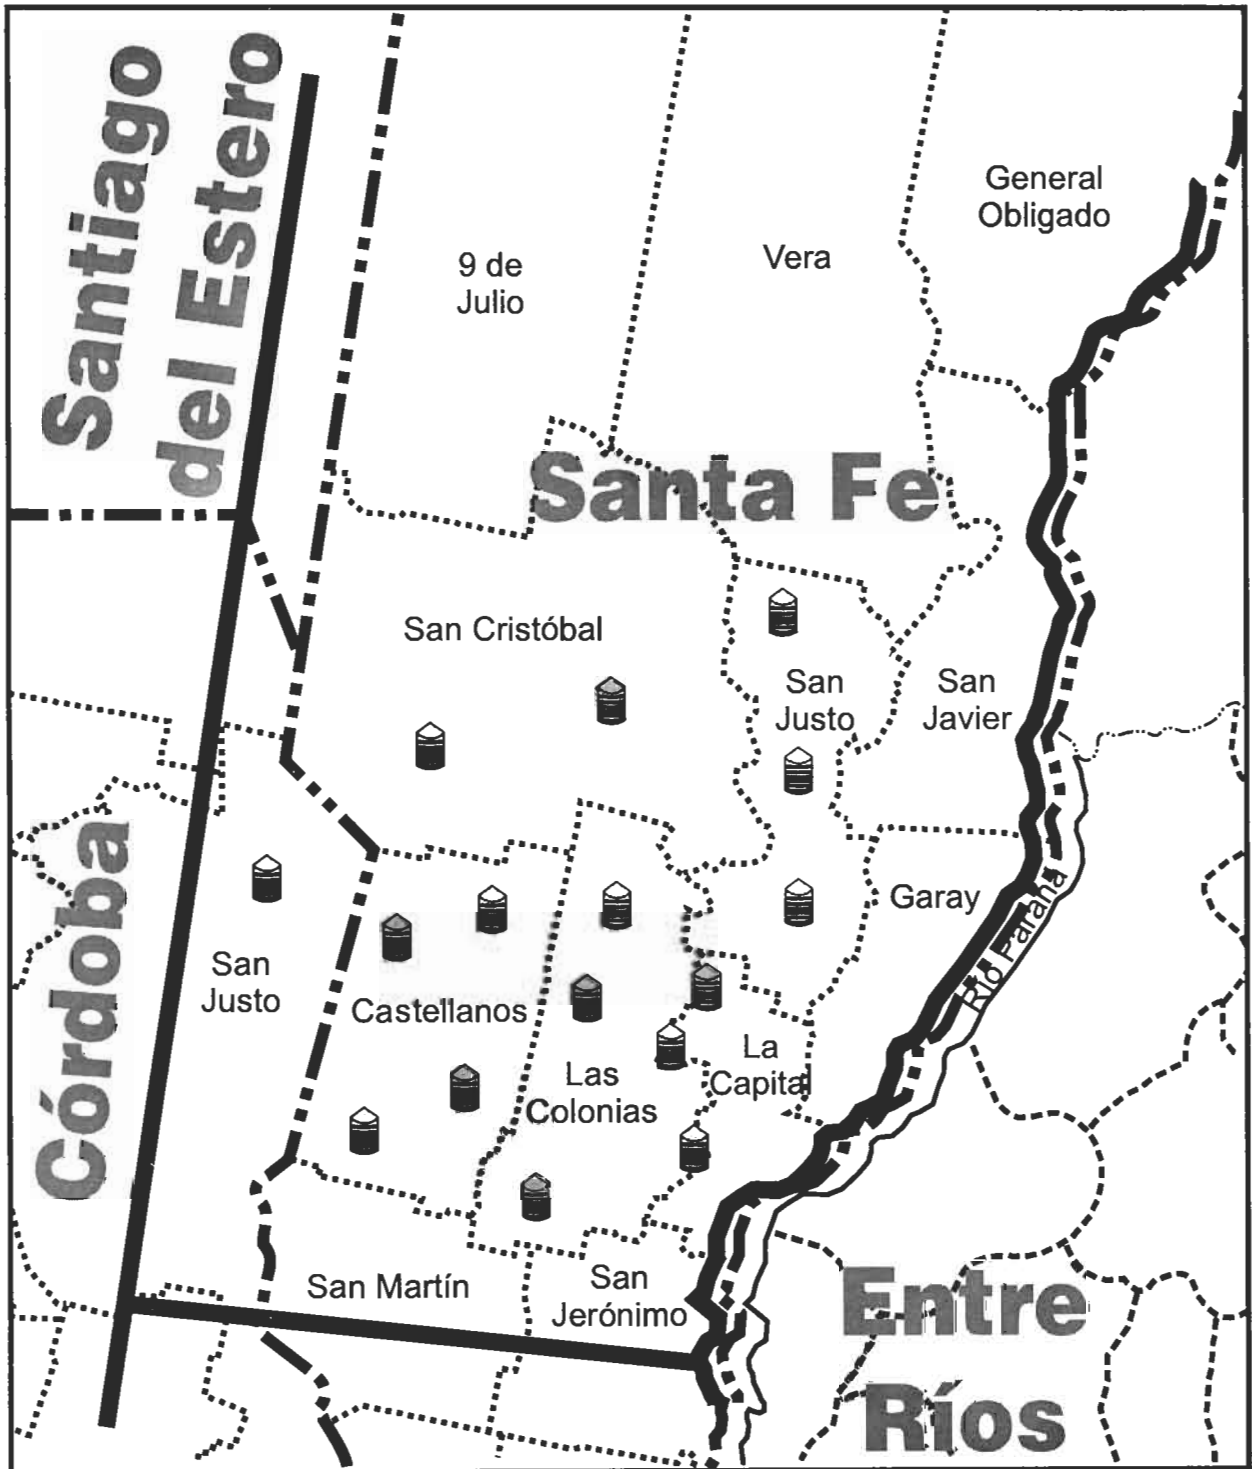 Santiago
del Estero
General
Obligado
Vera
9 de
Julio
Santa Fe
San Cristóbal
San
Justo
San
Javier
Córdoba
San
Justo
Castellanos
Garay
Río Paraná
Las
Colonias
La
Capital
San Martín
San
Jerónimo
Entre
Ríos